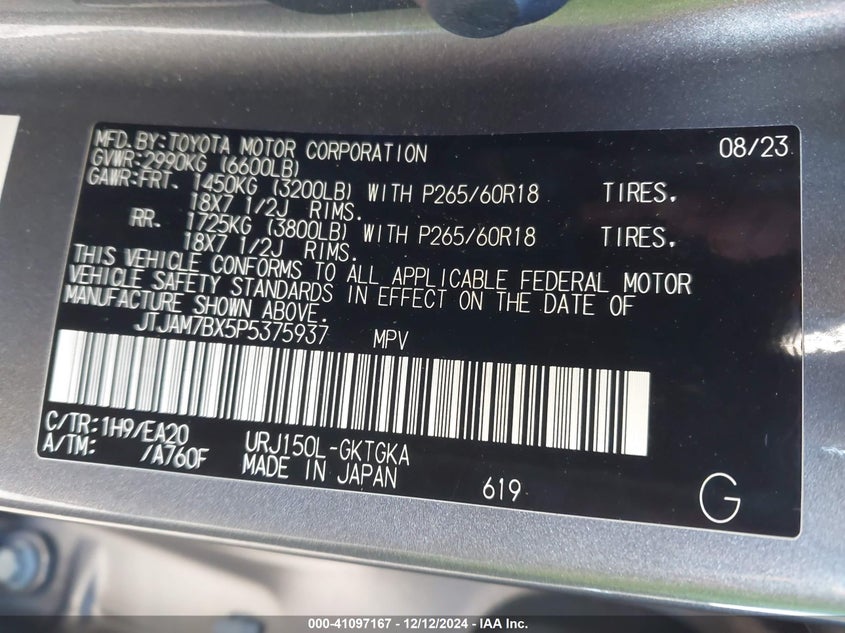 MFD.BY:TOYOTA MOTOR CORPORATION 08/23
GVWR:2990KG (6600LB)
GAWR:FRT. 1450KG (3200LB) WITH P265/60R18 TIRES.
18X7 1/2J RIMS.
RR. 1725KG (3800LB) WITH P265/60R18 TIRES.
18X7 1/2J RIMS.
THIS VEHICLE CONFORMS TO ALL APPLICABLE FEDERAL MOTOR
VEHICLE SAFETY STANDARDS IN EFFECT ON THE DATE OF
MANUFACTURE SHOWN ABOVE.
JTJAM7BX5P5375937 MPV
C/TR:1H9/EA20 URJ150L-GKTGKA
A/TM: /A760F MADE IN JAPAN 619 G
000-41097167 - 12/12/2024 - IAA Inc.